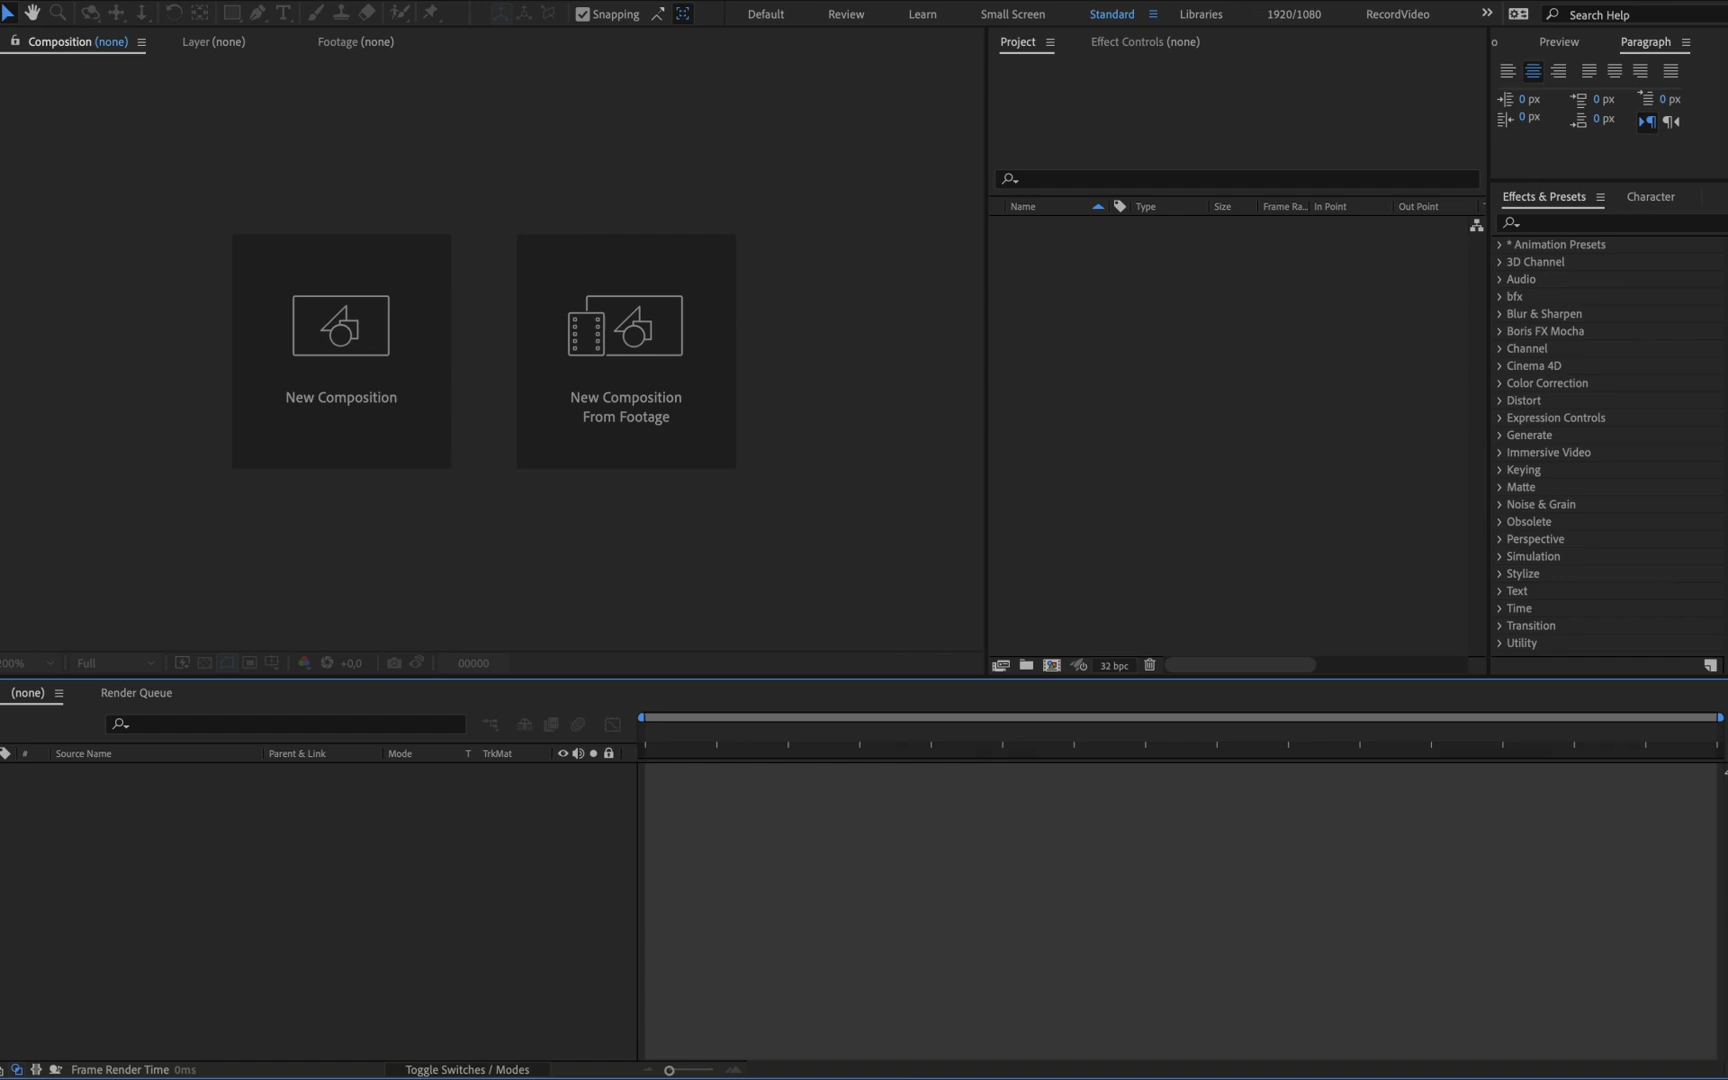 Snapping
Default
Review
Learn
Small Screen
Standard
Libraries
1920/1080
RecordVideo
Search Help
Composition (none)
Layer (none)
Footage (none)
Project
Effect Controls (none)
o
Preview
Paragraph
0 px
0 px
0 px
0 px
0 px
Name
Type
Size
Frame Ra...
In Point
Out Point
Effects & Presets
Character
* Animation Presets
3D Channel
Audio
bfx
Blur & Sharpen
Boris FX Mocha
Channel
Cinema 4D
Color Correction
Distort
Expression Controls
Generate
Immersive Video
Keying
Matte
Noise & Grain
Obsolete
Perspective
Simulation
Stylize
Text
Time
Transition
Utility
New Composition
New Composition
From Footage
200%
Full
+0,0
00000
32 bpc
(none)
Render Queue
#
Source Name
Parent & Link
Mode
T
TrkMat
Frame Render Time 0ms
Toggle Switches / Modes